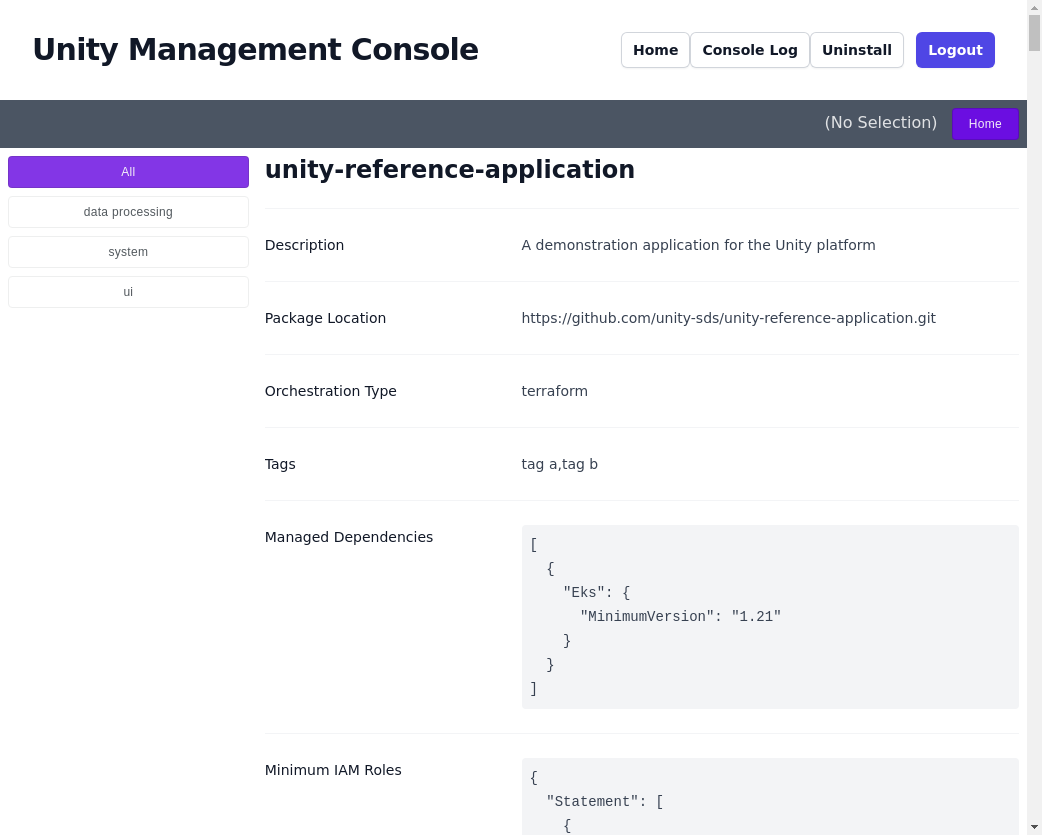 Unity Management Console
Home Console Log Uninstall Logout
(No Selection) Home
All
data processing
system
ui
unity-reference-application
Description A demonstration application for the Unity platform
Package Location https://github.com/unity-sds/unity-reference-application.git
Orchestration Type terraform
Tags tag a,tag b
Managed Dependencies
[
  {
    "Eks": {
      "MinimumVersion": "1.21"
    }
  }
]
Minimum IAM Roles
{
  "Statement": [
    {